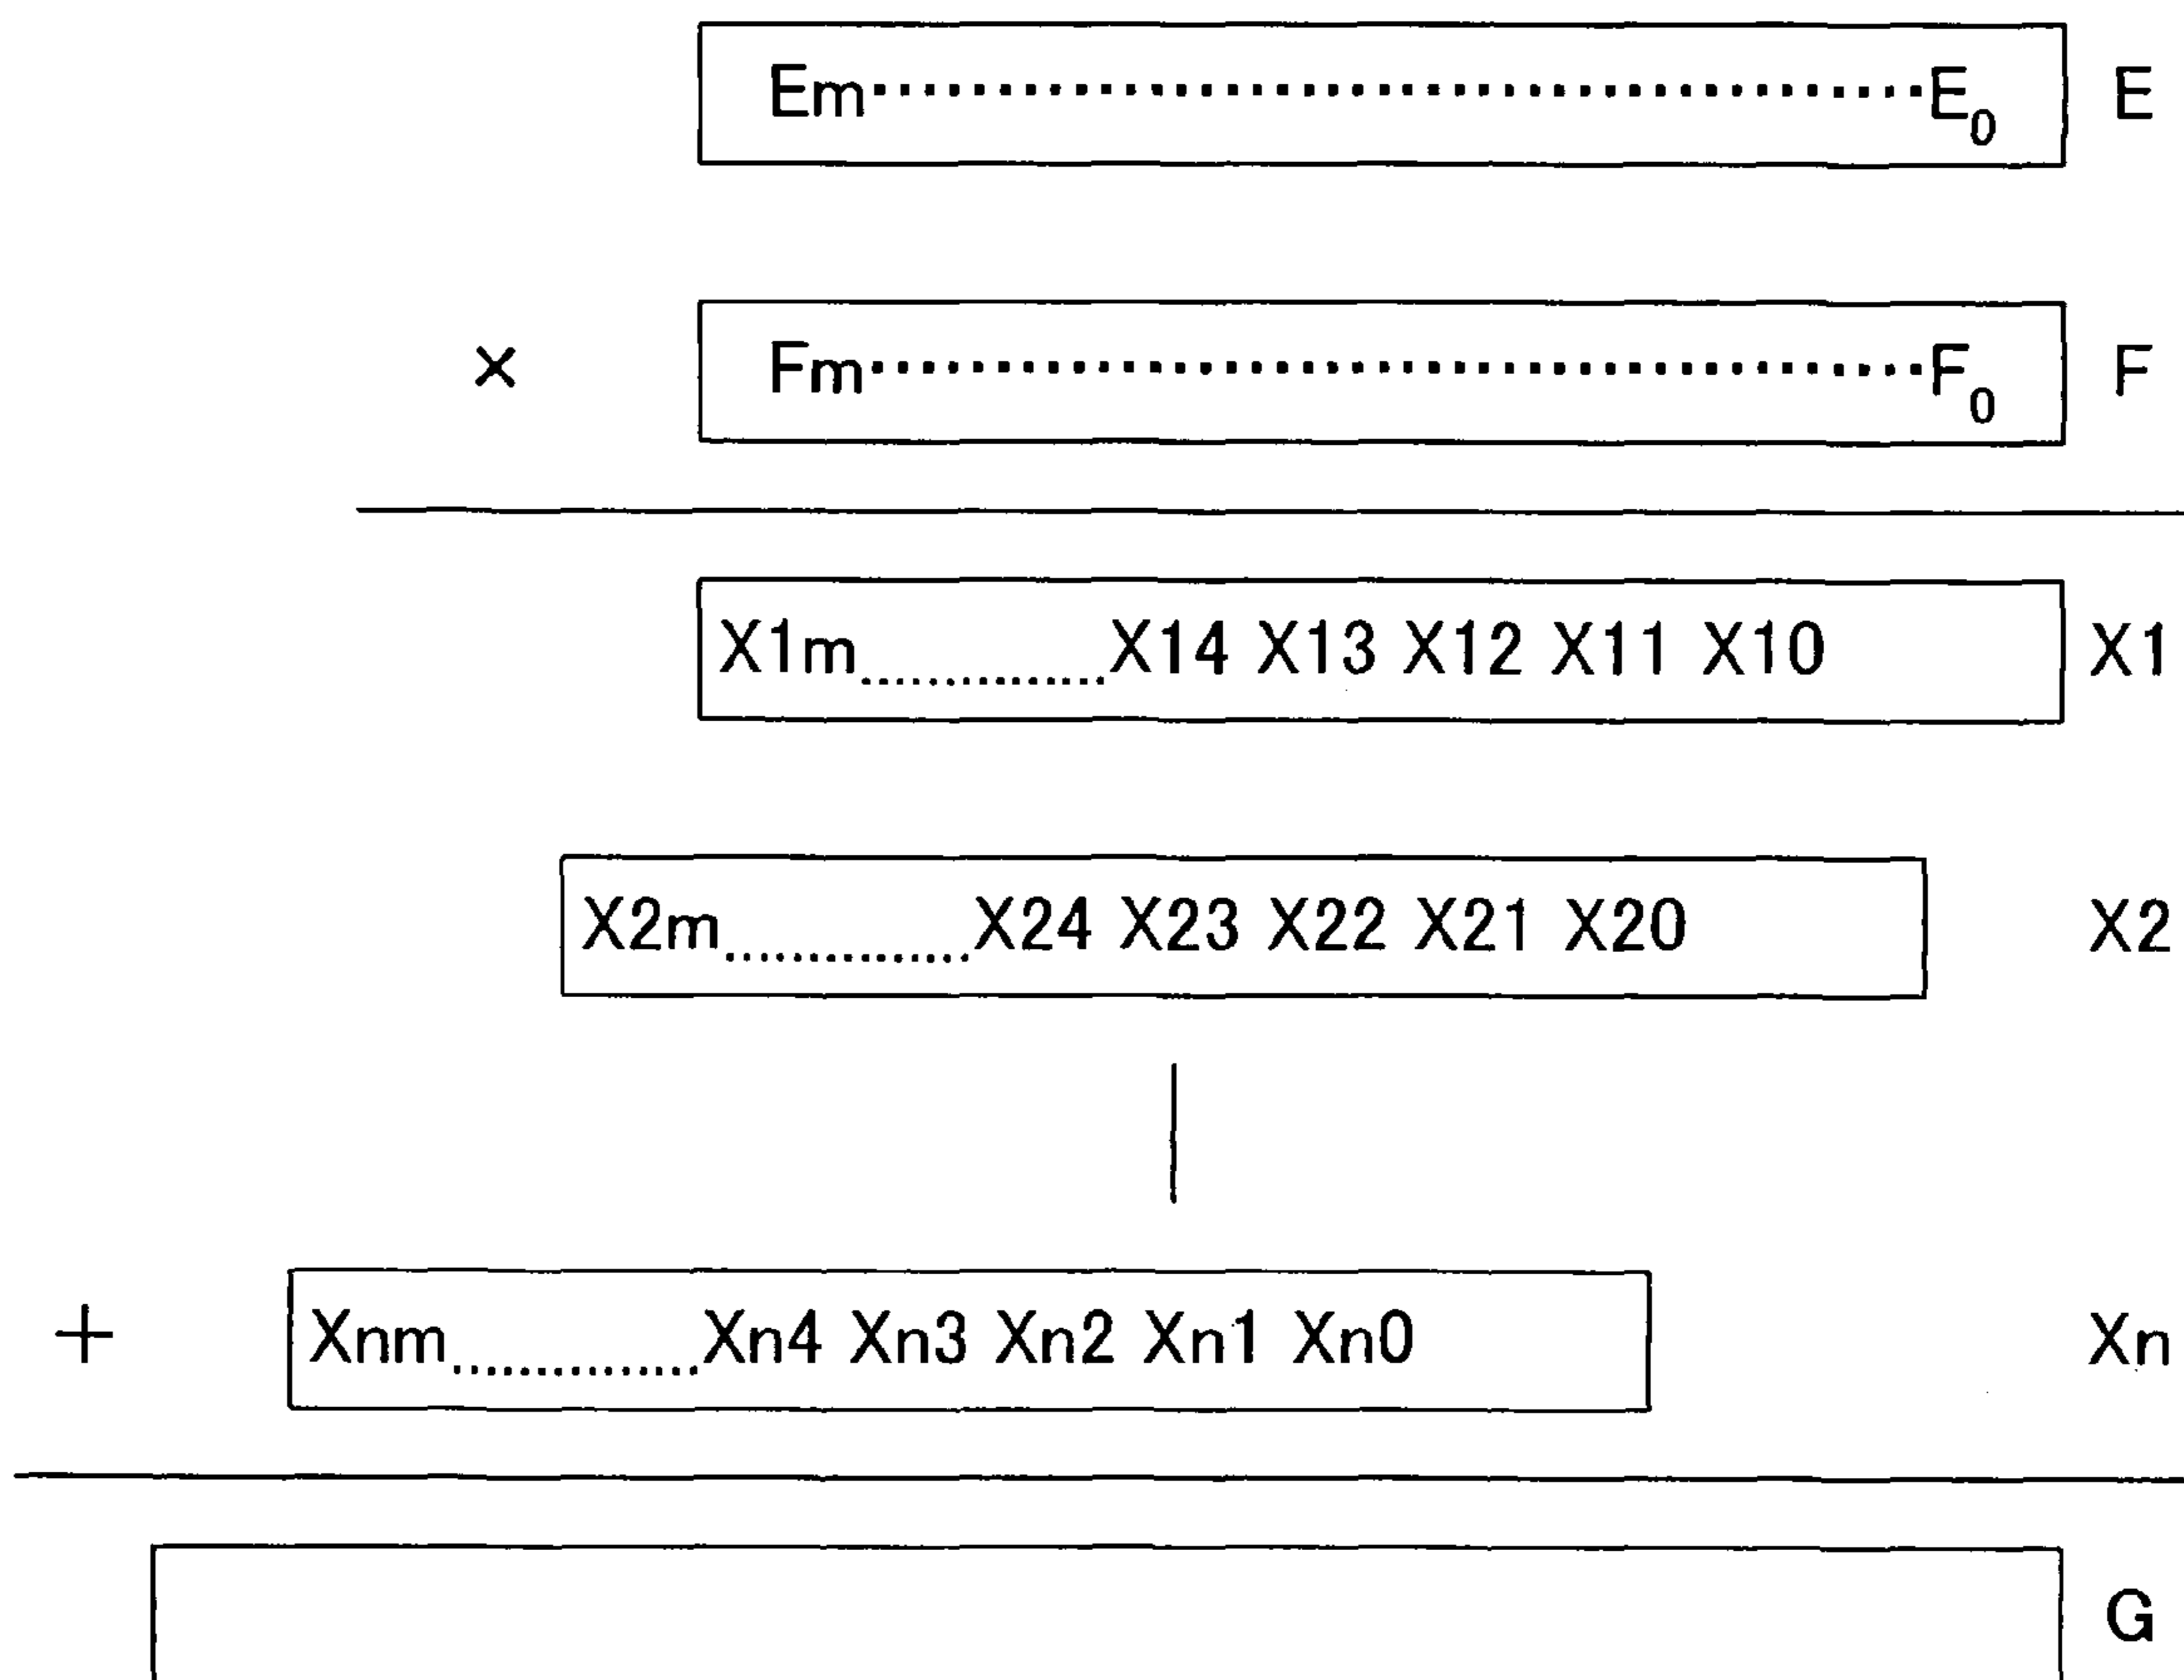 Em................E₀ E
× Fm................F₀ F
X1m................X14 X13 X12 X11 X10 X1
X2m................X24 X23 X22 X21 X20 X2
+ Xnm................Xn4 Xn3 Xn2 Xn1 Xn0 Xn
G